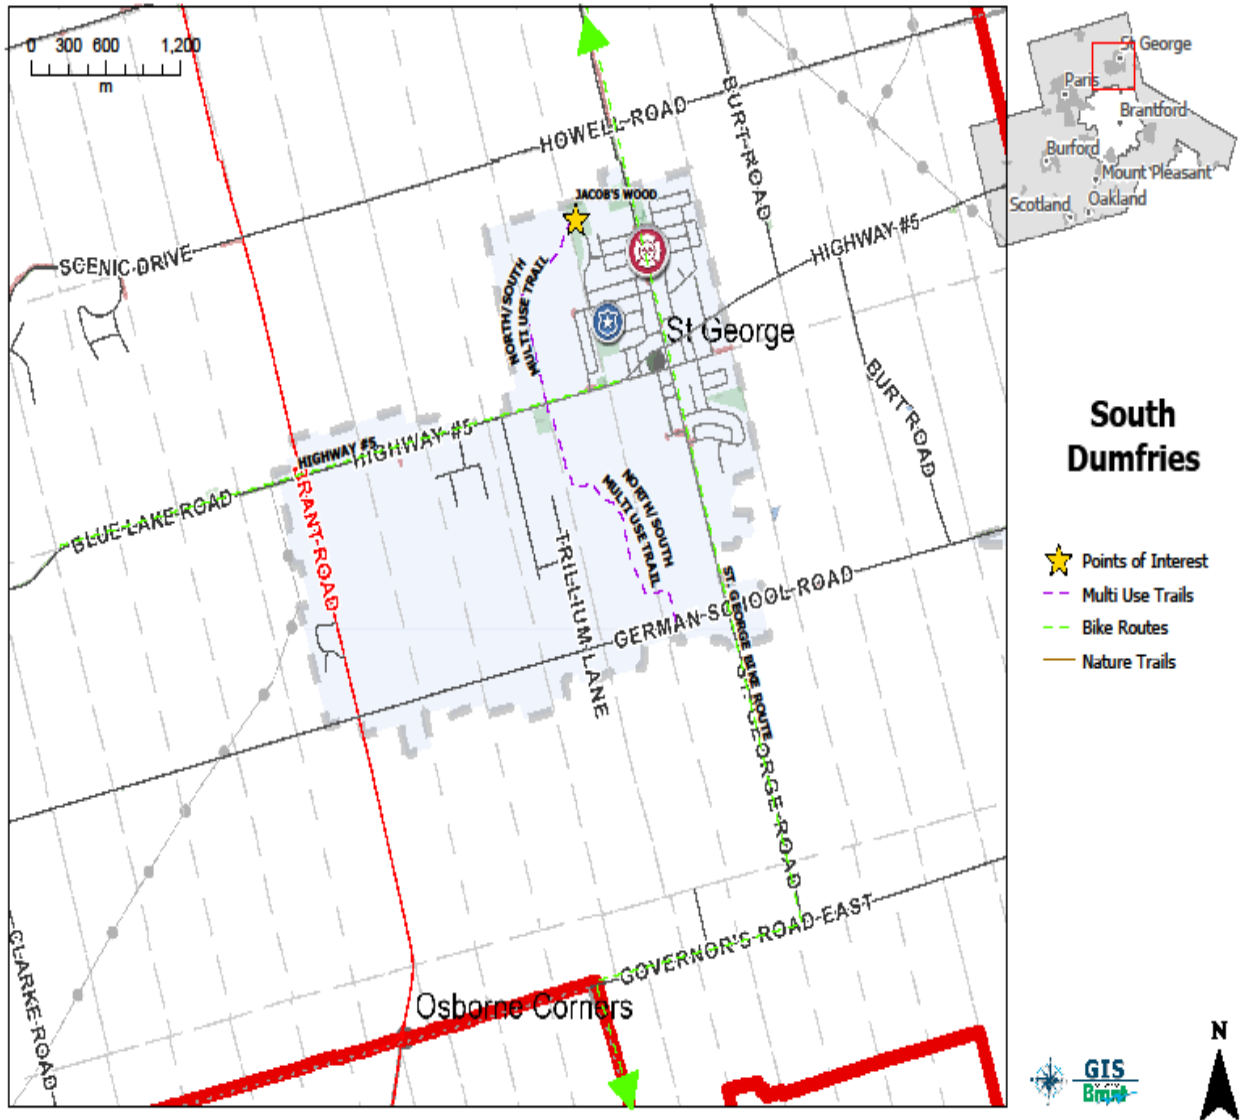 0 300 600 1,200
m
HOWELL ROAD
BURT ROAD
JACOB'S WOOD
HIGHWAY #5
SCENIC DRIVE
NORTH/SOUTH
MULTI USE TRAIL
St George
BURT ROAD
HIGHWAY #5
HIGHWAY #5
BLUE LAKE ROAD
BRANT ROAD
NORTH/SOUTH
MULTI USE TRAIL
TRILLIUM LANE
GERMAN SCHOOL ROAD
ST. GEORGE BIKE ROUTE
ST. GEORGE ROAD
GOVERNOR'S ROAD EAST
CLARKE ROAD
Osborne Corners
St George
Paris
Brantford
Burford
Mount Pleasant
Scotland
Oakland
South
Dumfries
Points of Interest
Multi Use Trails
Bike Routes
Nature Trails
N
GIS
Brant